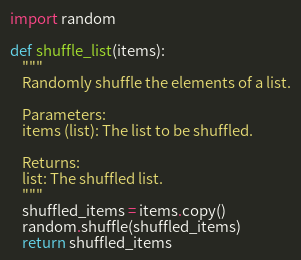 import random

def shuffle_list(items):
    """
    Randomly shuffle the elements of a list.

    Parameters:
    items (list): The list to be shuffled.

    Returns:
    list: The shuffled list.
    """
    shuffled_items = items.copy()
    random.shuffle(shuffled_items)
    return shuffled_items